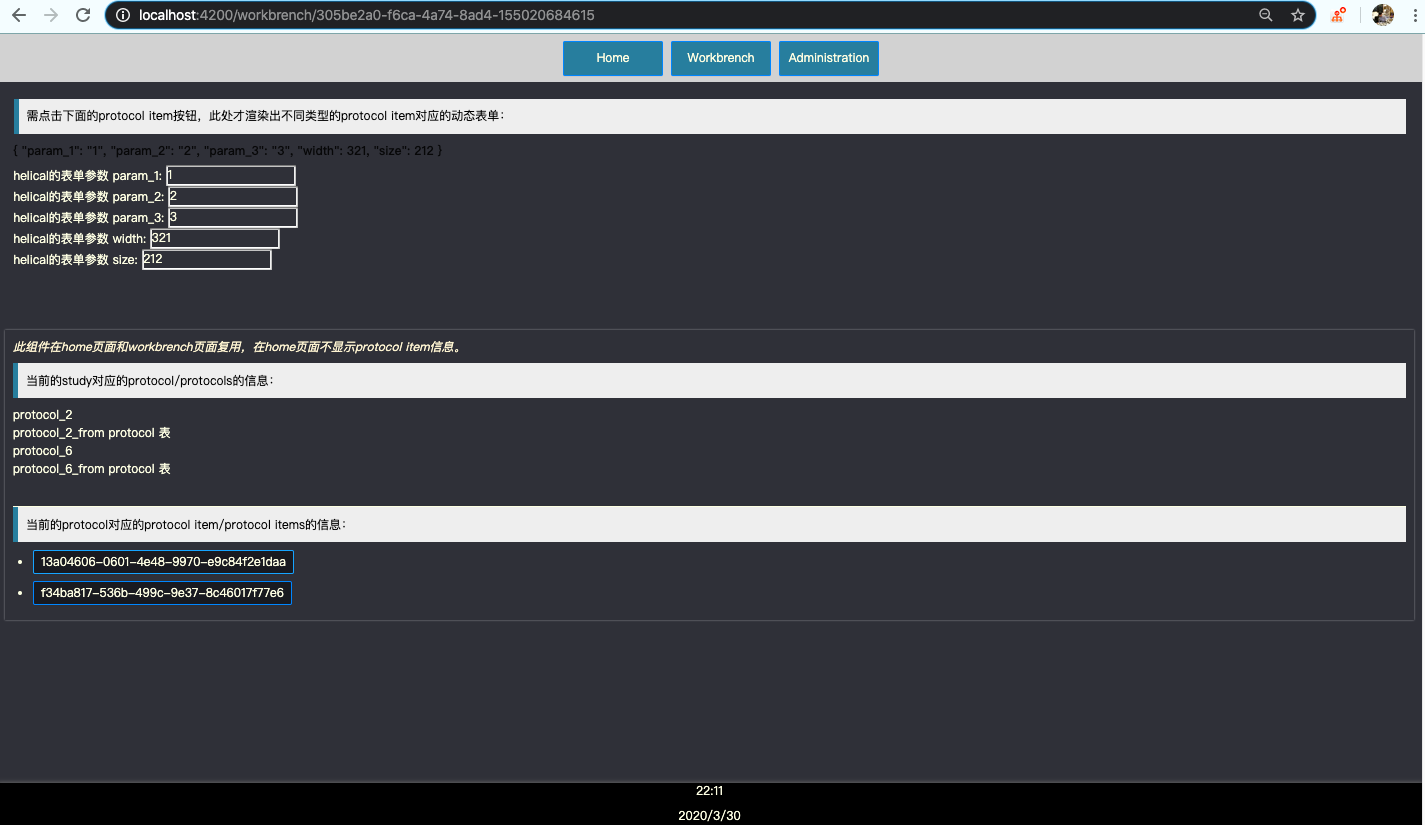 localhost:4200/workbrench/305be2a0-f6ca-4a74-8ad4-155020684615
Home Workbrench Administration
需点击下面的protocol item按钮，此处才渲染出不同类型的protocol item对应的动态表单：
{ "param_1": "1", "param_2": "2", "param_3": "3", "width": 321, "size": 212 }
helical的表单参数 param_1: 1
helical的表单参数 param_2: 2
helical的表单参数 param_3: 3
helical的表单参数 width: 321
helical的表单参数 size: 212
此组件在home页面和workbrench页面复用，在home页面不显示protocol item信息。
当前的study对应的protocol/protocols的信息：
protocol_2
protocol_2_from protocol 表
protocol_6
protocol_6_from protocol 表
当前的protocol对应的protocol item/protocol items的信息：
13a04606-0601-4e48-9970-e9c84f2e1daa
f34ba817-536b-499c-9e37-8c46017f77e6
22:11
2020/3/30